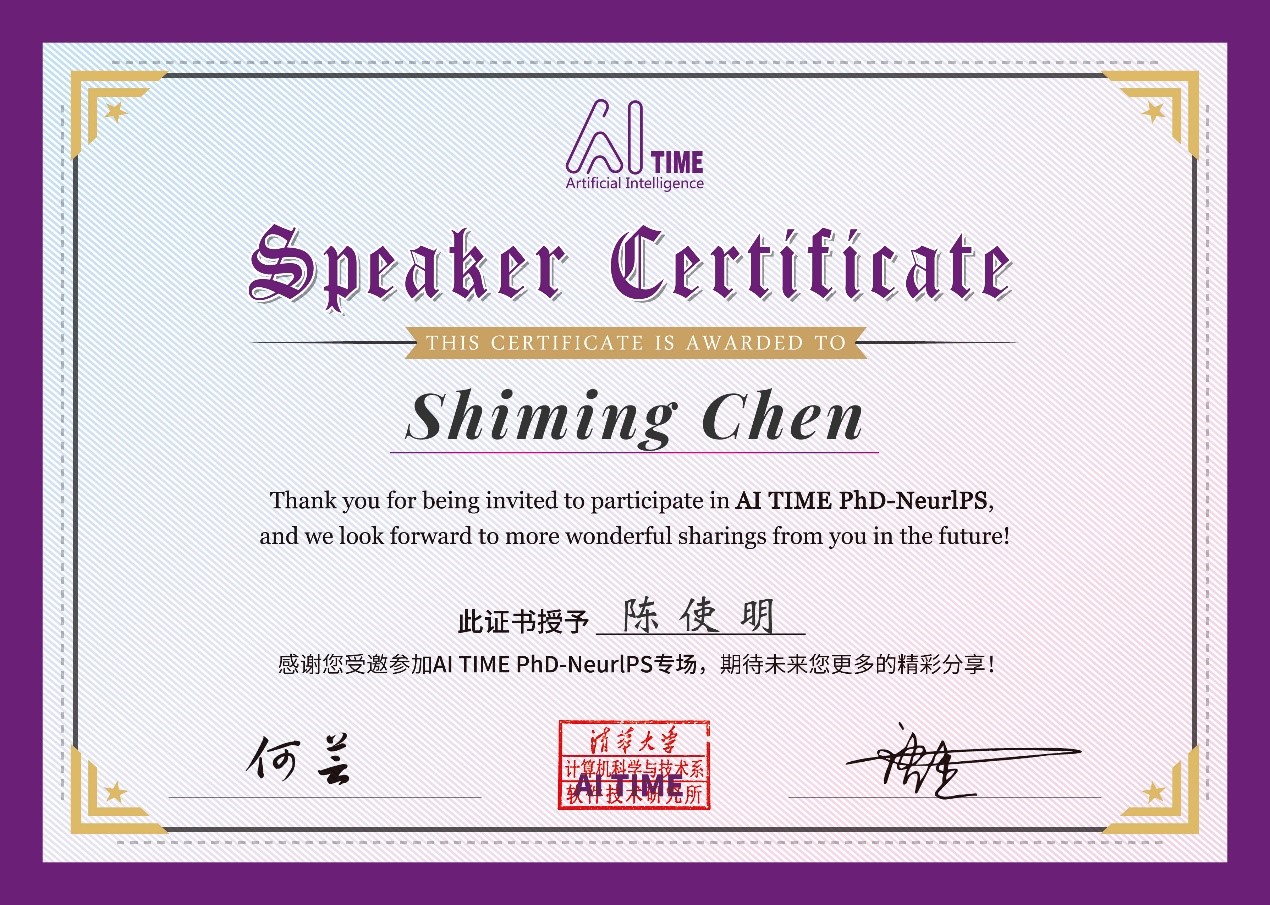 AI TIME
Artificial Intelligence
Speaker Certificate
THIS CERTIFICATE IS AWARDED TO
Shiming Chen
Thank you for being invited to participate in AI TIME PhD-NeurlPS,
and we look forward to more wonderful sharings from you in the future!
此证书授予 陈使明
感谢您受邀参加AI TIME PhD-NeurlPS专场，期待未来您更多的精彩分享！
何芸
清华大学
计算机科学与技术系
AI TIME
软件技术研究所